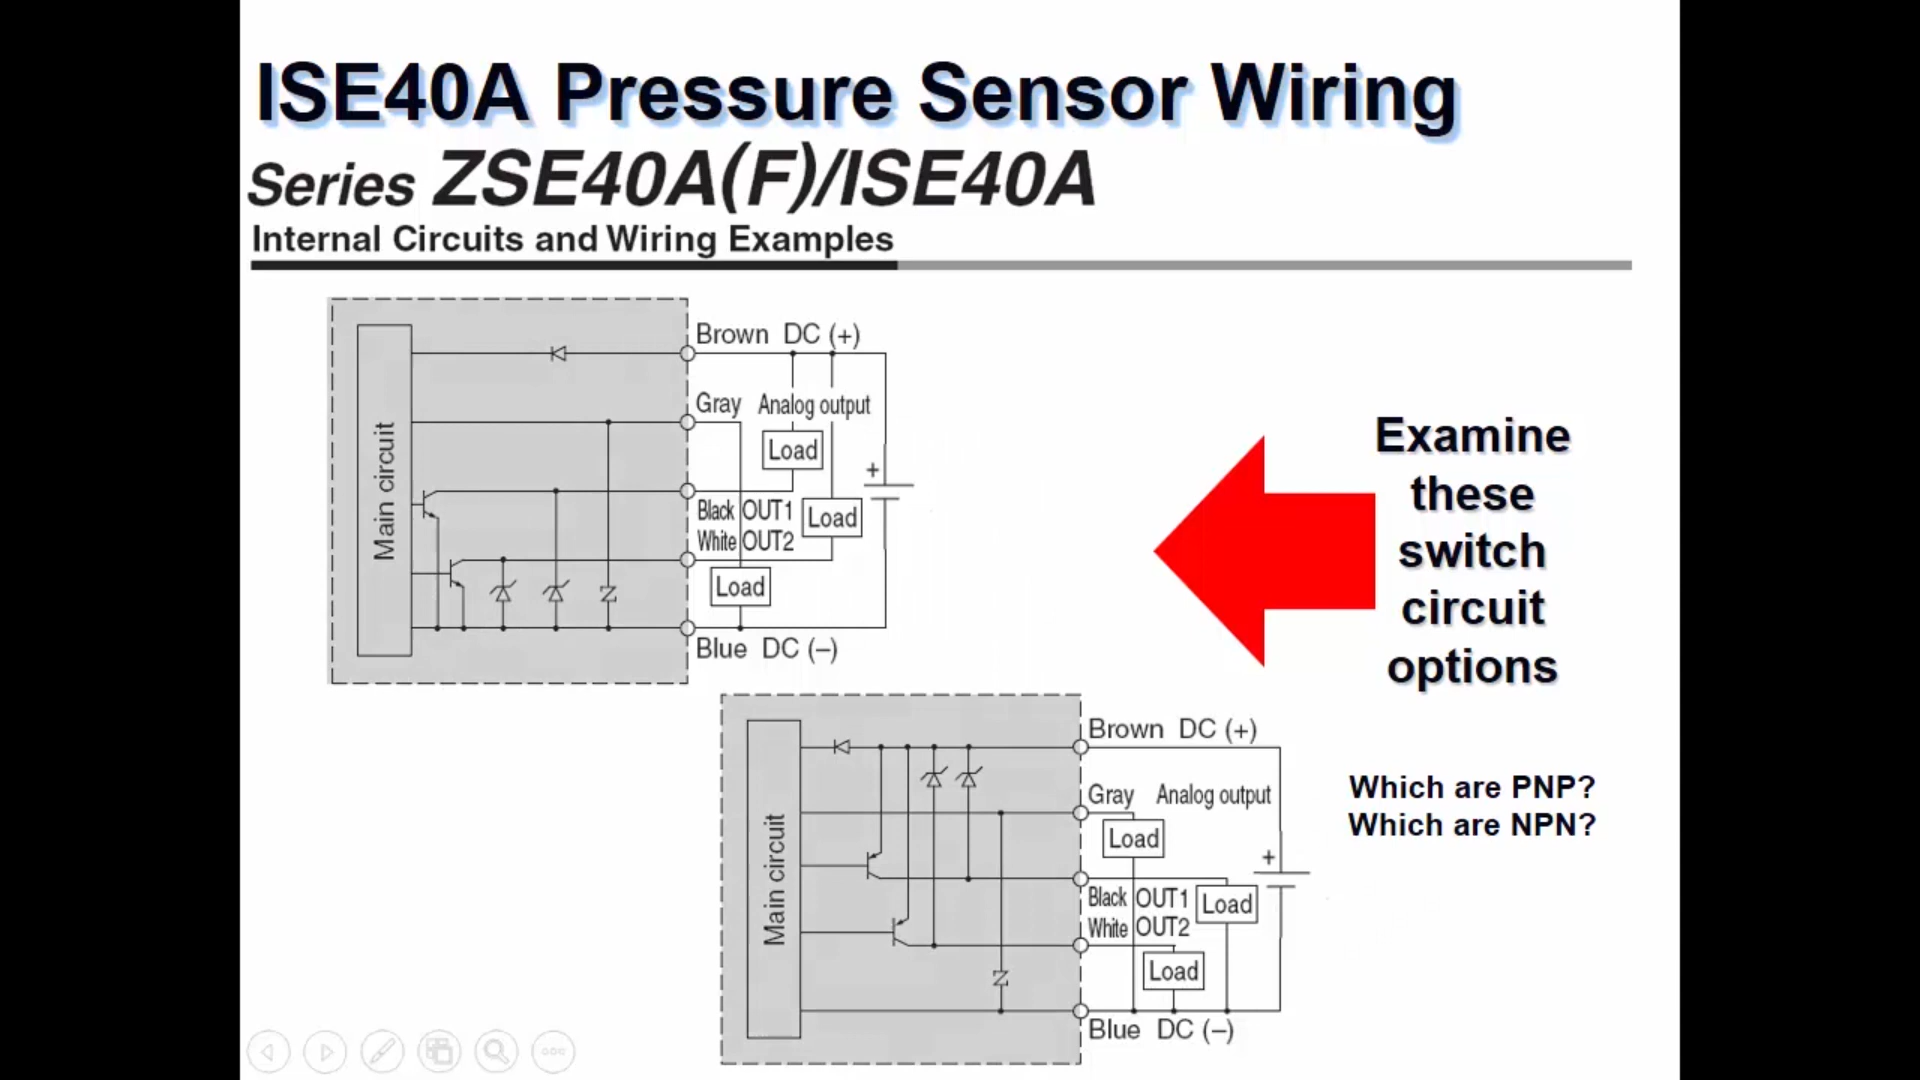 ISE40A Pressure Sensor Wiring
Series ZSE40A(F)/ISE40A
Internal Circuits and Wiring Examples
Main circuit
Brown DC (+)
Gray Analog output
Load
+
Black OUT1
Load
White OUT2
Load
Blue DC (–)
Examine
these
switch
circuit
options
Main circuit
Brown DC (+)
Gray Analog output
Load
+
Black OUT1
Load
White OUT2
Load
Blue DC (–)
Which are PNP?
Which are NPN?